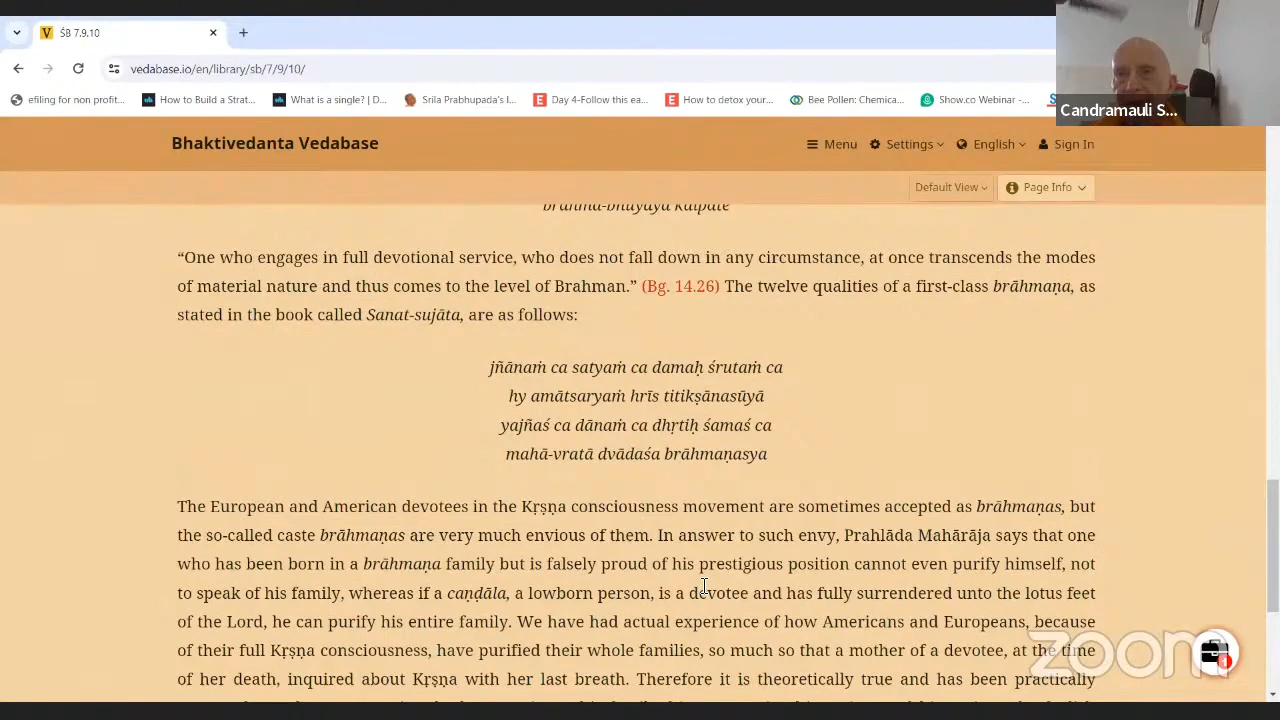 ŚB 7.9.10
vedabase.io/en/library/sb/7/9/10/
efiling for non profit...
How to Build a Strat...
What is a singl? | D...
Srila Prabhupada's l...
Day 4-Follow this ea...
How to detox your...
Bee Pollen: Chemica...
Show.co Webinar -...
Candramauli S...
Bhaktivedanta Vedabase
Menu
Settings
English
Sign In
Default View
Page Info
brahma-bhūyāya kalpate
“One who engages in full devotional service, who does not fall down in any circumstance, at once transcends the modes
of material nature and thus comes to the level of Brahman.” (Bg. 14.26) The twelve qualities of a first-class brāhmaṇa, as
stated in the book called Sanat-sujāta, are as follows:
jñānaṁ ca satyaṁ ca damaḥ śrutaṁ ca
hy amātsaryaṁ hrīs titikṣānasūyā
yajñaś ca dānaṁ ca dhṛtiḥ śamaś ca
mahā-vratā dvādaśa brāhmaṇasya
The European and American devotees in the Kṛṣṇa consciousness movement are sometimes accepted as brāhmaṇas, but
the so-called caste brāhmaṇas are very much envious of them. In answer to such envy, Prahlāda Mahārāja says that one
who has been born in a brāhmaṇa family but is falsely proud of his prestigious position cannot even purify himself, not
to speak of his family, whereas if a caṇḍāla, a lowborn person, is a devotee and has fully surrendered unto the lotus feet
of the Lord, he can purify his entire family. We have had actual experience of how Americans and Europeans, because
of their full Kṛṣṇa consciousness, have purified their whole families, so much so that a mother of a devotee, at the time
of her death, inquired about Kṛṣṇa with her last breath. Therefore it is theoretically true and has been practically
zoom